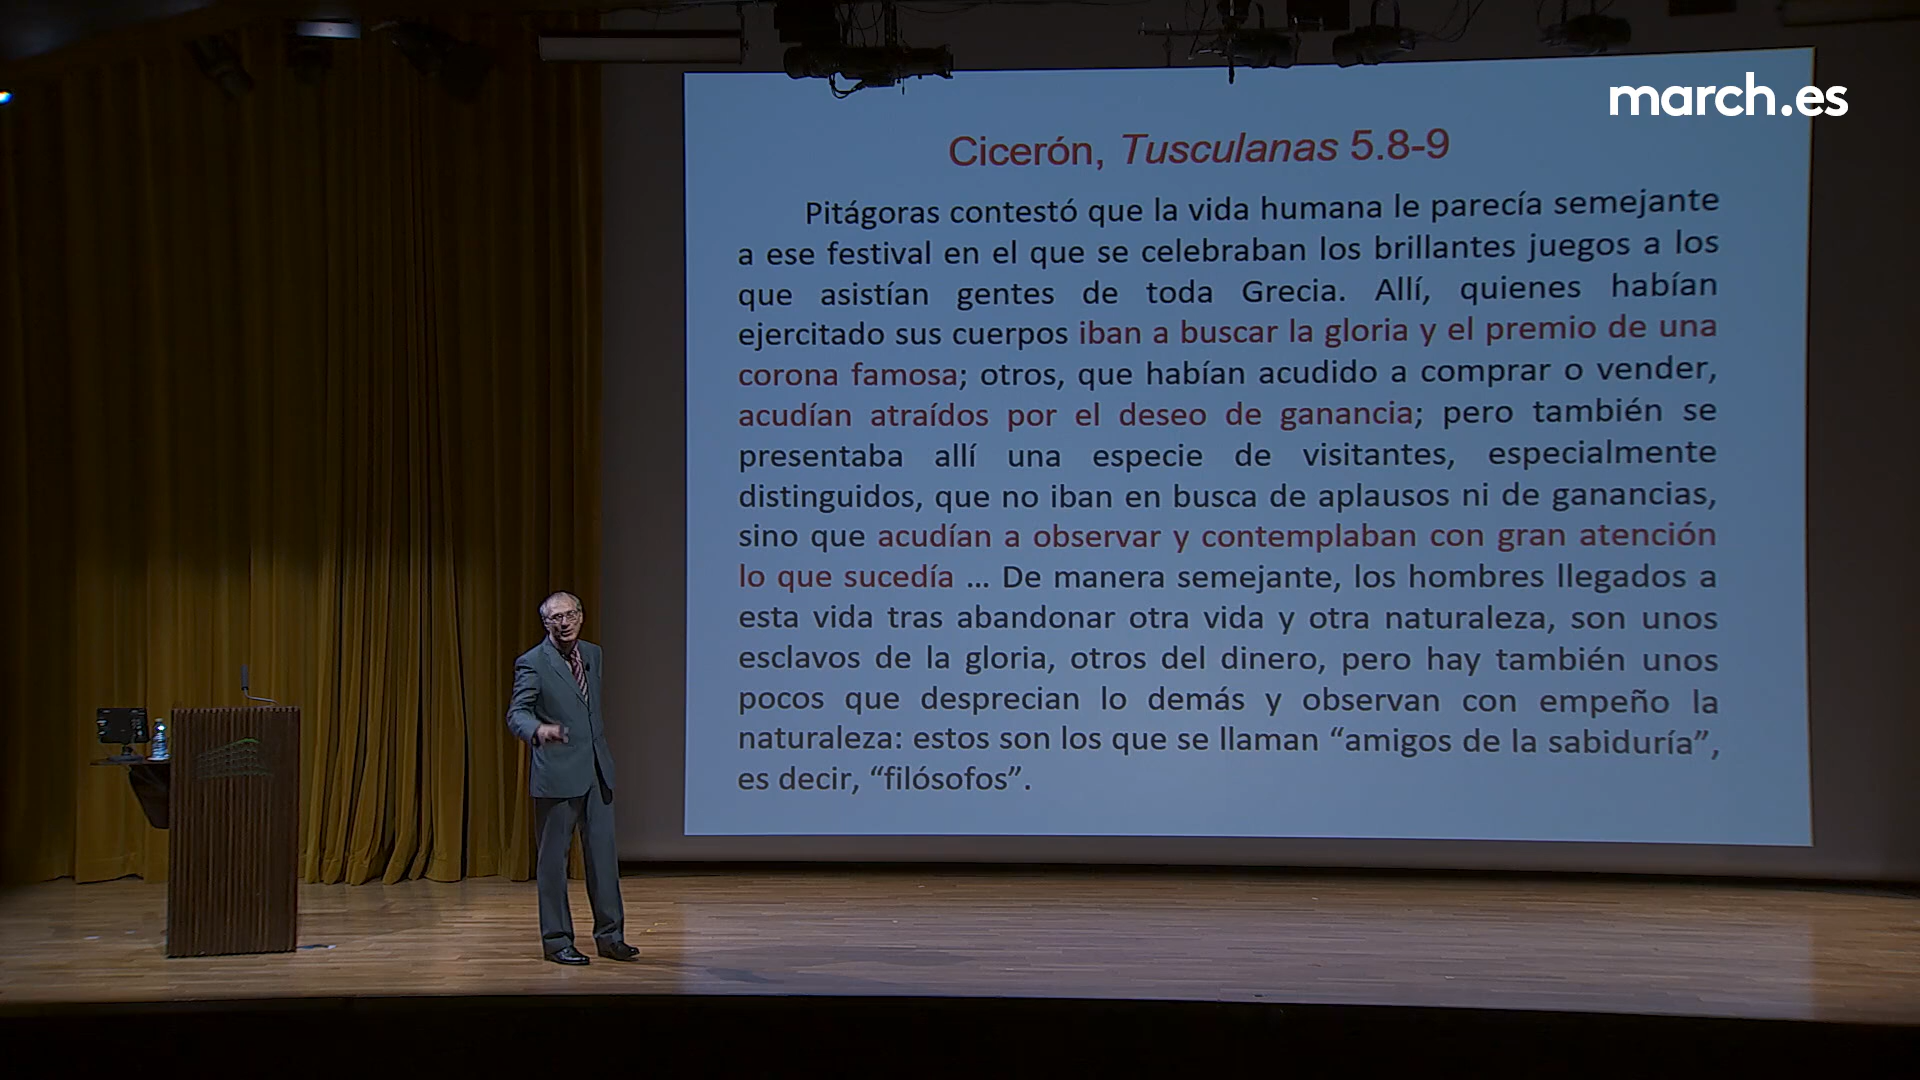 march.es
Cicerón, Tusculanas 5.8-9
Pitágoras contestó que la vida humana le parecía semejante
a ese festival en el que se celebraban los brillantes juegos a los
que asistían gentes de toda Grecia. Allí, quienes habían
ejercitado sus cuerpos iban a buscar la gloria y el premio de una
corona famosa; otros, que habían acudido a comprar o vender,
acudían atraídos por el deseo de ganancia; pero también se
presentaba allí una especie de visitantes, especialmente
distinguidos, que no iban en busca de aplausos ni de ganancias,
sino que acudían a observar y contemplaban con gran atención
lo que sucedía ... De manera semejante, los hombres llegados a
esta vida tras abandonar otra vida y otra naturaleza, son unos
esclavos de la gloria, otros del dinero, pero hay también unos
pocos que desprecian lo demás y observan con empeño la
naturaleza: estos son los que se llaman “amigos de la sabiduría”,
es decir, “filósofos”.